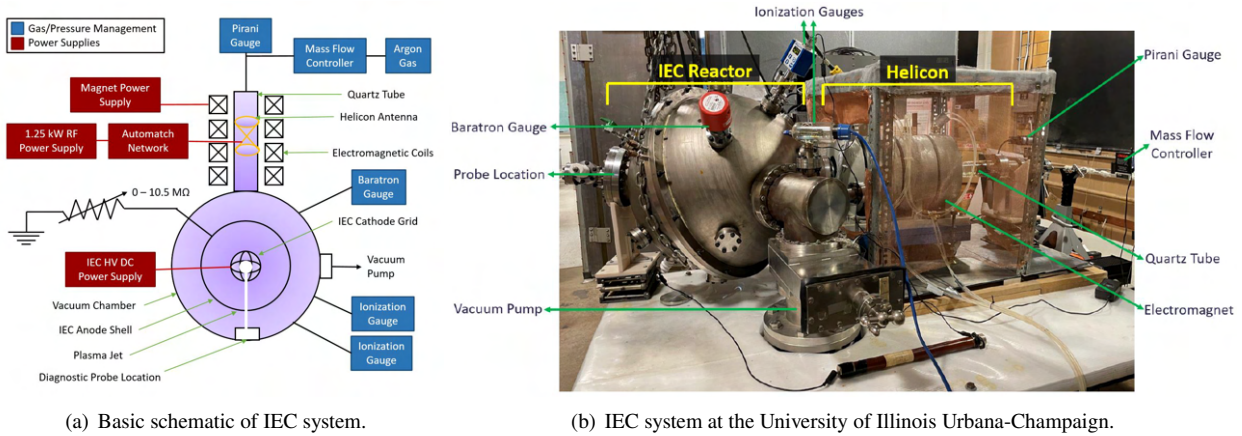 Gas/Pressure Management
Power Supplies
Pirani
Gauge
Mass Flow
Controller
Argon
Gas
Magnet Power
Supply
Quartz Tube
Helicon Antenna
1.25 kW RF
Power Supply
Automatch
Network
Electromagnetic Coils
0 – 10.5 MΩ
Baratron
Gauge
IEC Cathode Grid
IEC HV DC
Power Supply
Vacuum
Pump
Vacuum Chamber
IEC Anode Shell
Ionization
Gauge
Plasma Jet
Ionization
Gauge
Diagnostic Probe Location
(a) Basic schematic of IEC system.
Ionization Gauges
IEC Reactor
Helicon
Pirani Gauge
Baratron Gauge
Mass Flow
Controller
Probe Location
Quartz Tube
Vacuum Pump
Electromagnet
(b) IEC system at the University of Illinois Urbana-Champaign.